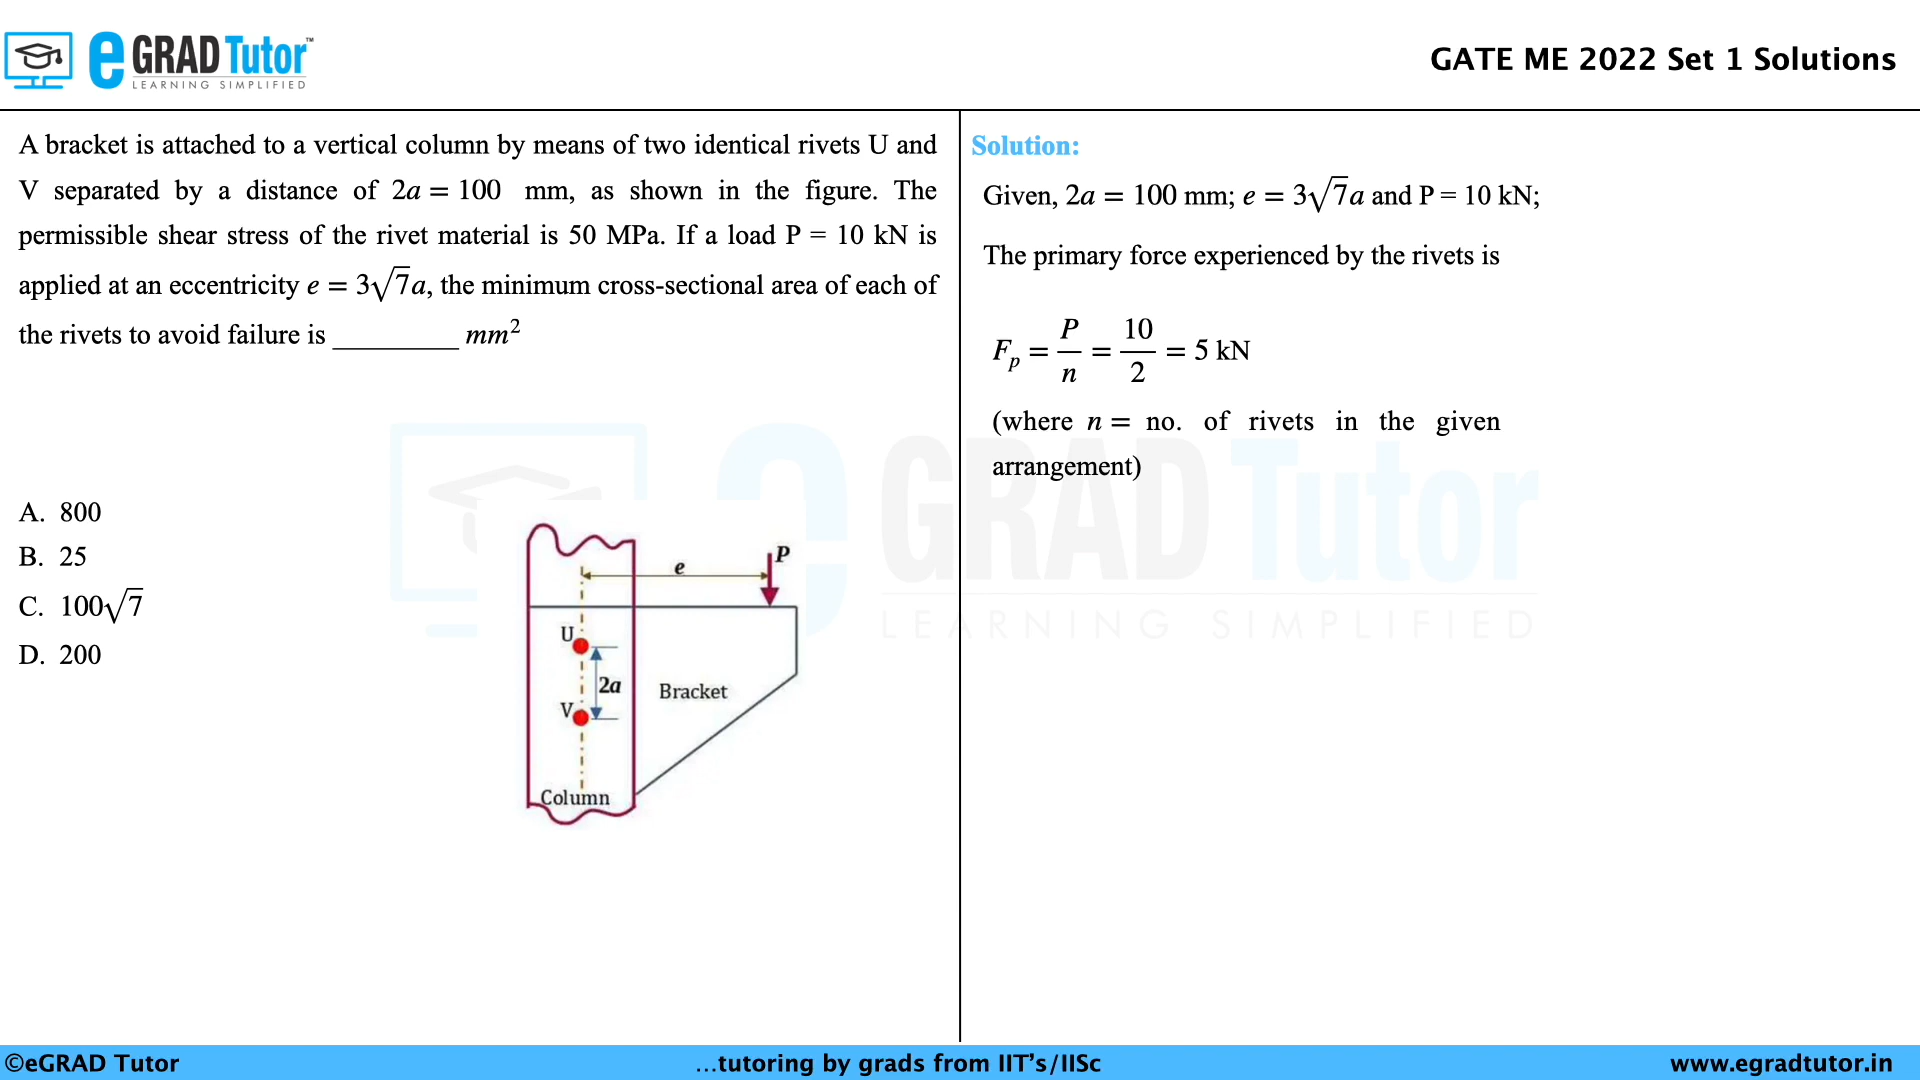 e GRAD Tutor™
LEARNING SIMPLIFIED
GATE ME 2022 Set 1 Solutions
A bracket is attached to a vertical column by means of two identical rivets U and
V separated by a distance of 2a = 100 mm, as shown in the figure. The
permissible shear stress of the rivet material is 50 MPa. If a load P = 10 kN is
applied at an eccentricity e = 3√7a, the minimum cross-sectional area of each of
the rivets to avoid failure is _________ mm²
A. 800
B. 25
C. 100√7
D. 200
P
e
U
2a
Bracket
V
Column
Solution:
Given, 2a = 100 mm; e = 3√7a and P = 10 kN;
The primary force experienced by the rivets is
Fₚ = P/n = 10/2 = 5 kN
(where n = no. of rivets in the given
arrangement)
e GRAD Tutor
LEARNING SIMPLIFIED
©eGRAD Tutor
...tutoring by grads from IIT's/IISc
www.egradtutor.in